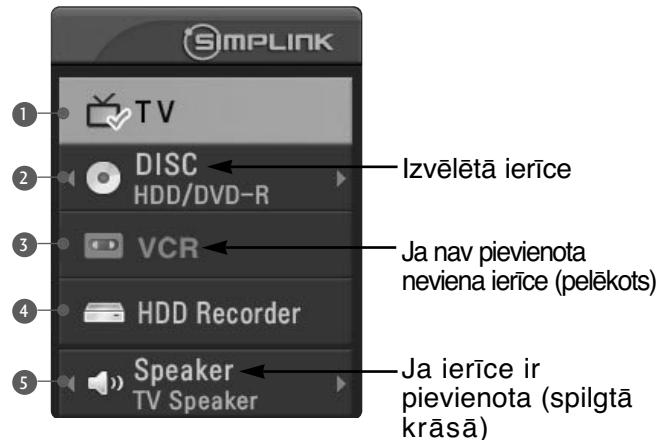 SIMPLINK
1 TV
2 DISC
HDD/DVD-R
Izvēlētā ierīce
3 VCR
Ja nav pievienota
neviena ierīce (pelēkots)
4 HDD Recorder
5 Speaker
TV Speaker
Ja ierīce ir
pievienota (spilgtā
krāsā)